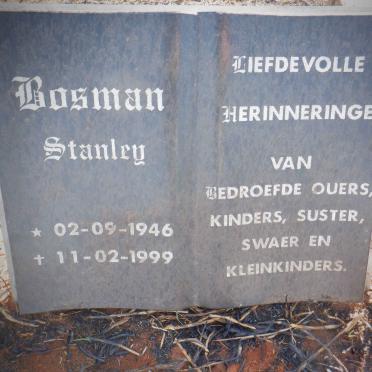 Bosman
Stanley
★ 02-09-1946
✝ 11-02-1999
LIEFDEVOLLE
HERINNERINGE
VAN
BEDROEFDE OUERS,
KINDERS, SUSTER,
SWAER EN
KLEINKINDERS.